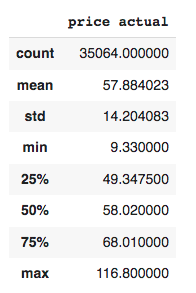 price actual
count 35064.000000
mean 57.884023
std 14.204083
min 9.330000
25% 49.347500
50% 58.020000
75% 68.010000
max 116.800000